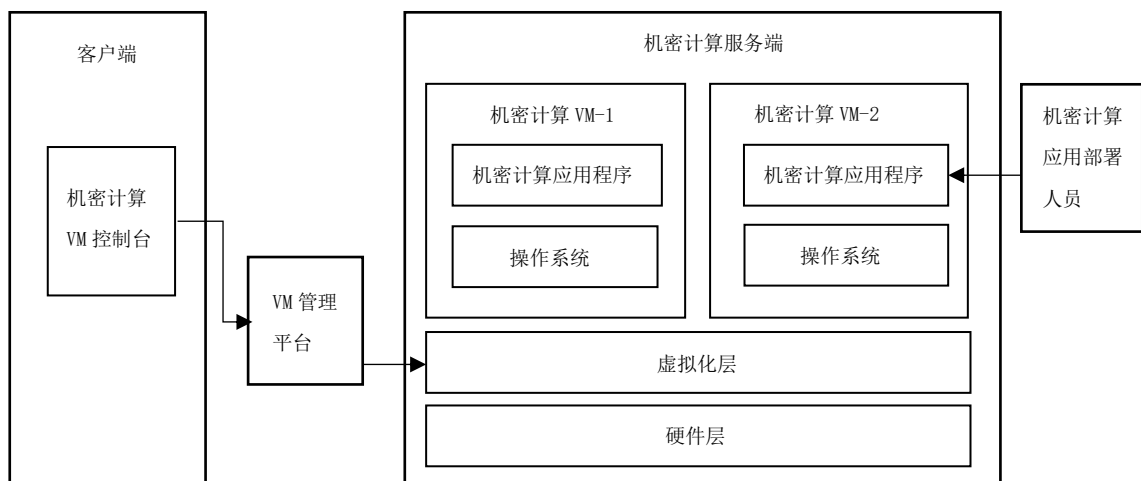 客户端
机密计算
VM 控制台
VM 管理
平台
机密计算服务端
机密计算 VM-1
机密计算应用程序
操作系统
机密计算 VM-2
机密计算应用程序
操作系统
虚拟化层
硬件层
机密计算
应用部署
人员